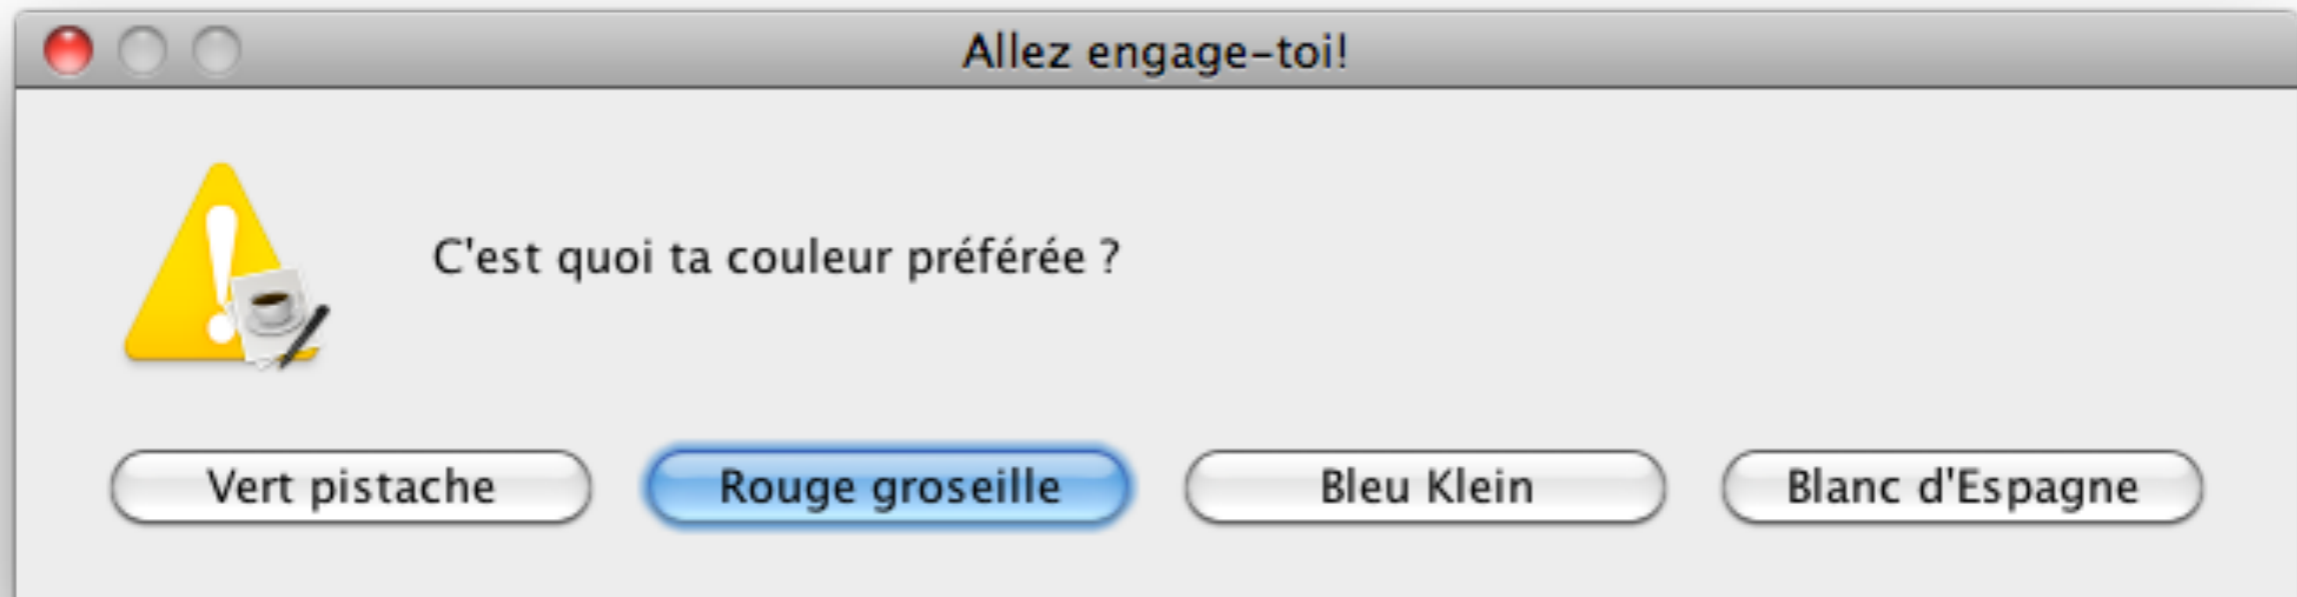 Allez engage-toi!
C'est quoi ta couleur préférée ?
Vert pistache Rouge groseille Bleu Klein Blanc d'Espagne